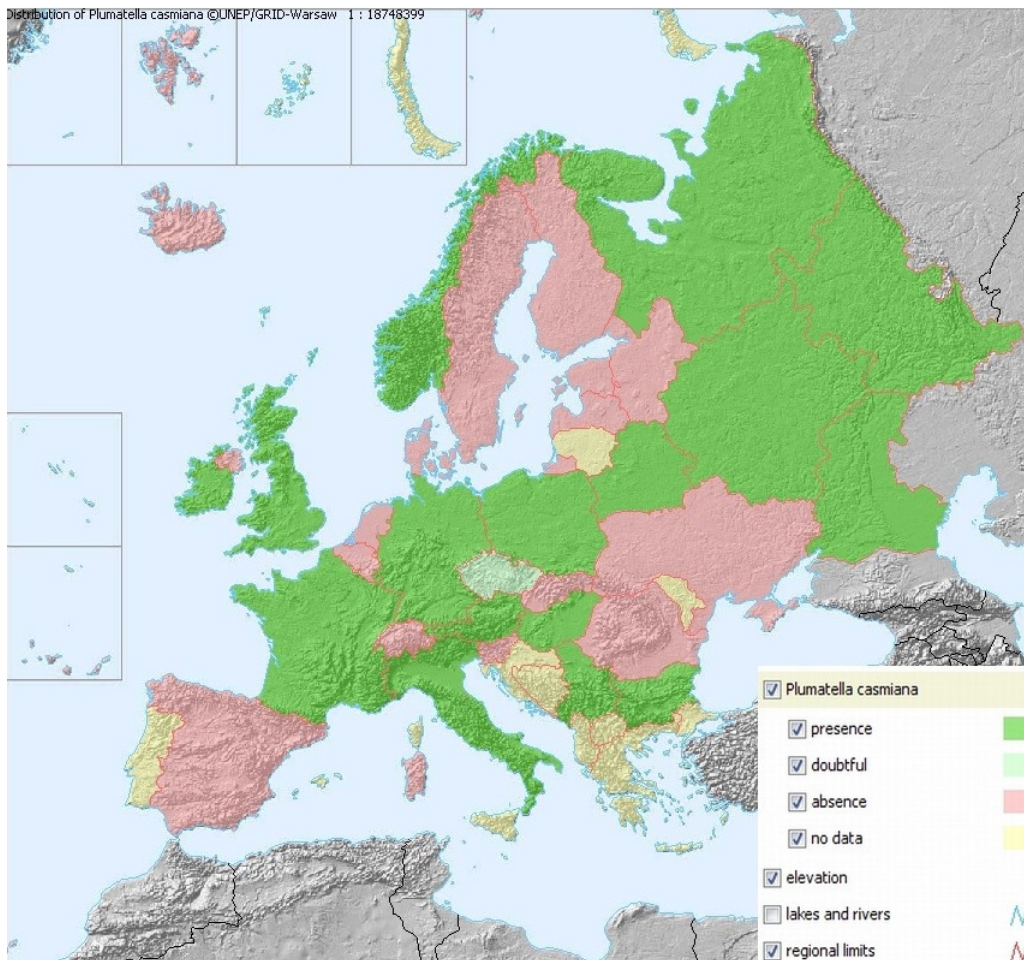 Distribution of Plumatella casmiana ©UNEP/GRID-Warsaw 1 : 18748399
Plumatella casmiana
presence
doubtful
absence
no data
elevation
lakes and rivers
regional limits